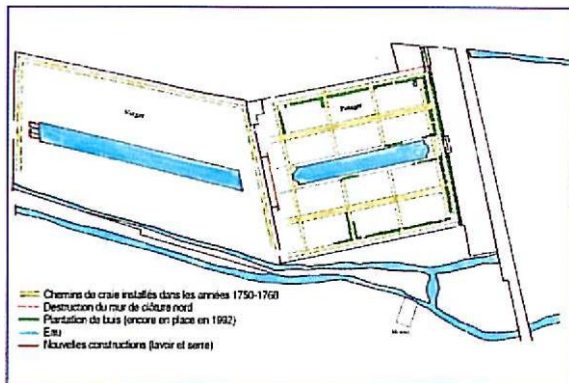 Verger
Potager
Chemins de craie installés dans les années 1750-1768
Destruction du mur de clôture nord
Plantation de buis (encore en place en 1992)
Eau
Nouvelles constructions (lavoir et serre)